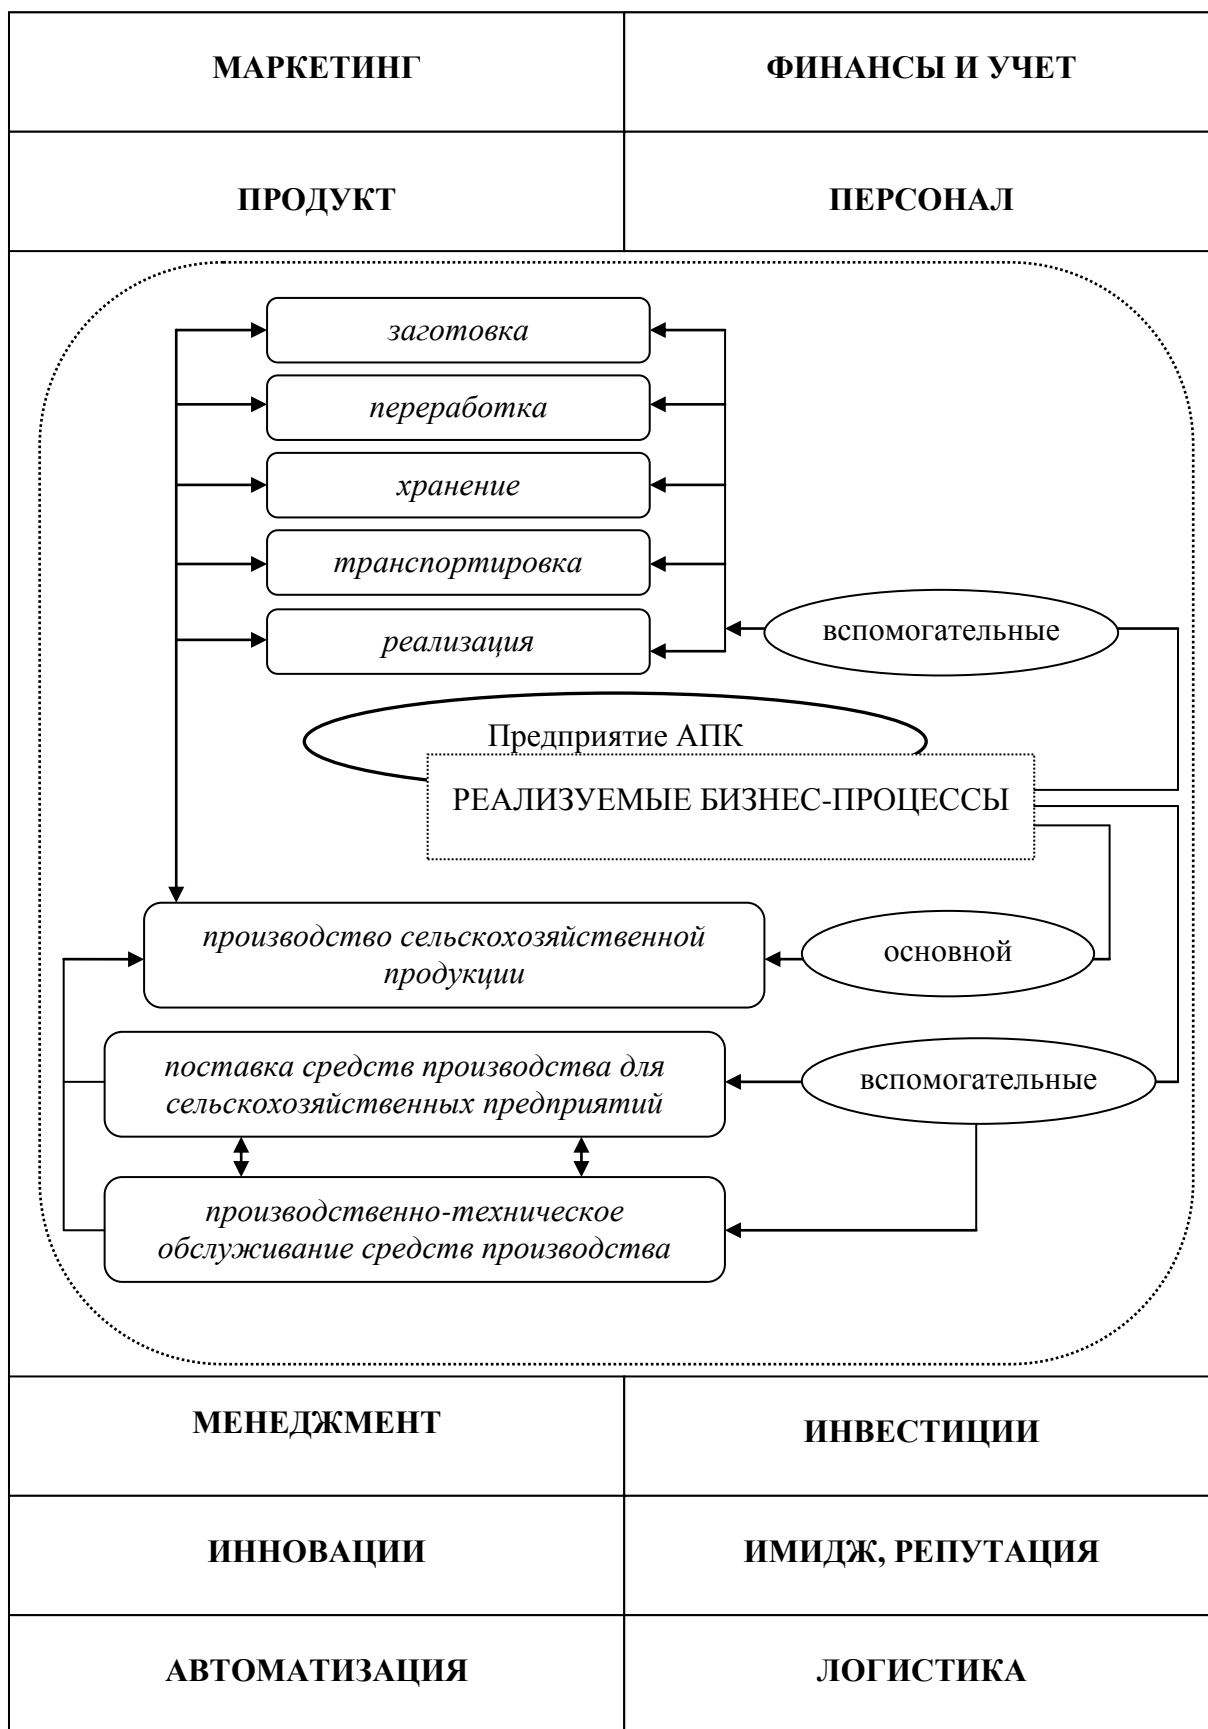 МАРКЕТИНГ
ФИНАНСЫ И УЧЕТ
ПРОДУКТ
ПЕРСОНАЛ
заготовка
переработка
хранение
транспортировка
реализация
вспомогательные
Предприятие АПК
РЕАЛИЗУЕМЫЕ БИЗНЕС-ПРОЦЕССЫ
производство сельскохозяйственной
продукции
основной
поставка средств производства для
сельскохозяйственных предприятий
вспомогательные
производственно-техническое
обслуживание средств производства
МЕНЕДЖМЕНТ
ИНВЕСТИЦИИ
ИННОВАЦИИ
ИМИДЖ, РЕПУТАЦИЯ
АВТОМАТИЗАЦИЯ
ЛОГИСТИКА